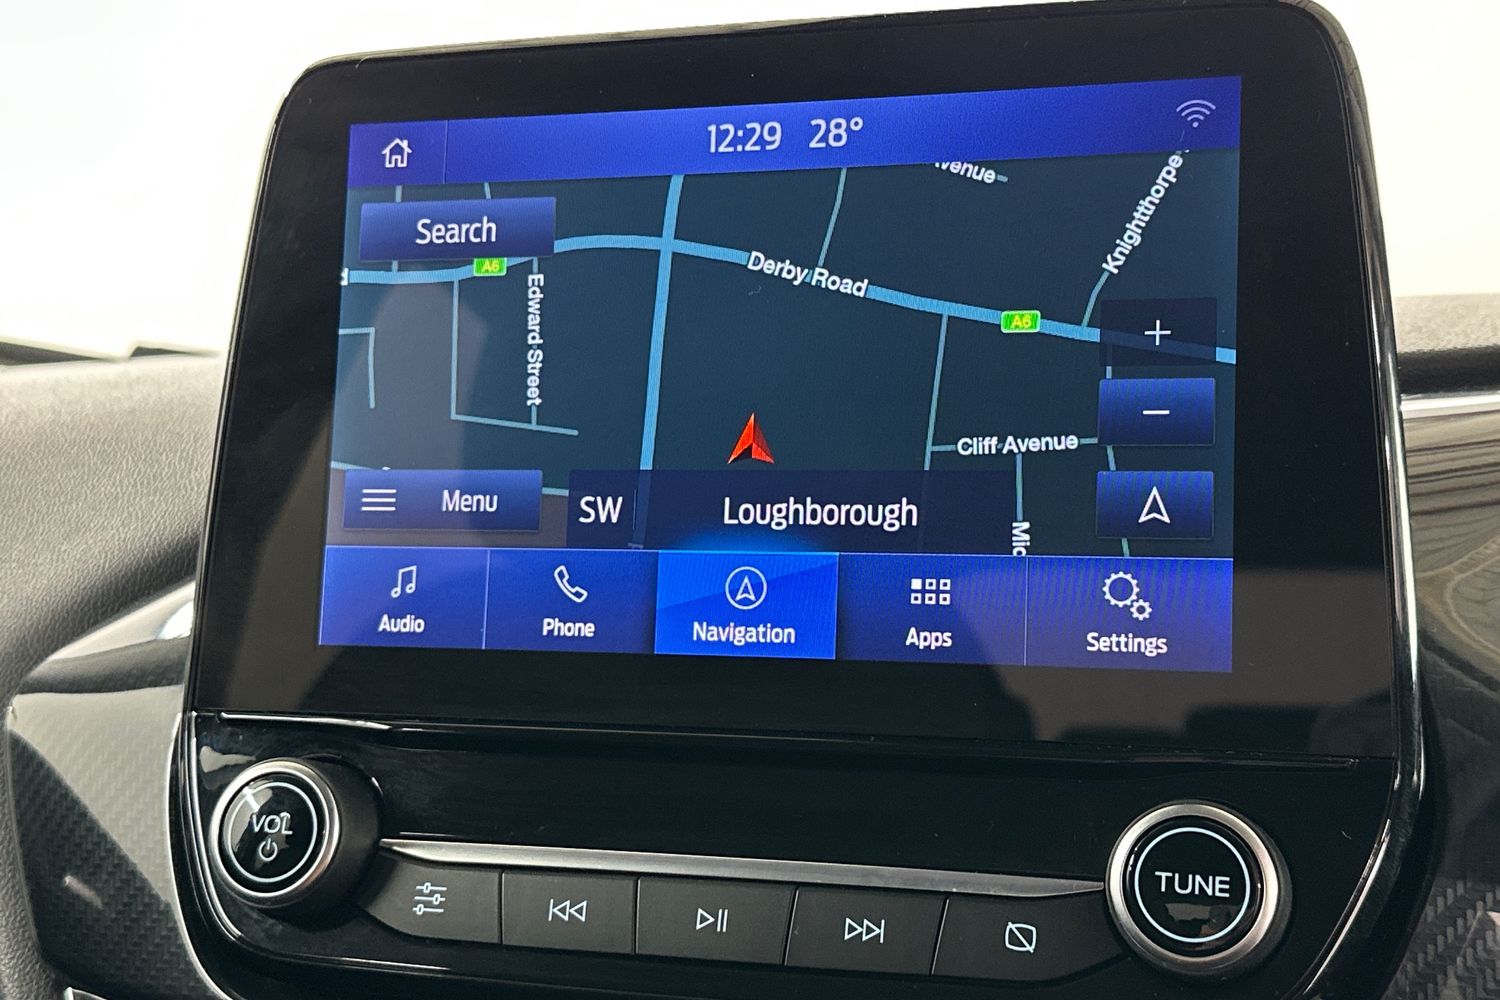 12:29 28°
Search
A6
Edward Street
Derby Road
A6
Knightthorpe
Cliff Avenue
Menu
SW
Loughborough
Audio
Phone
Navigation
Apps
Settings
VOL
TUNE